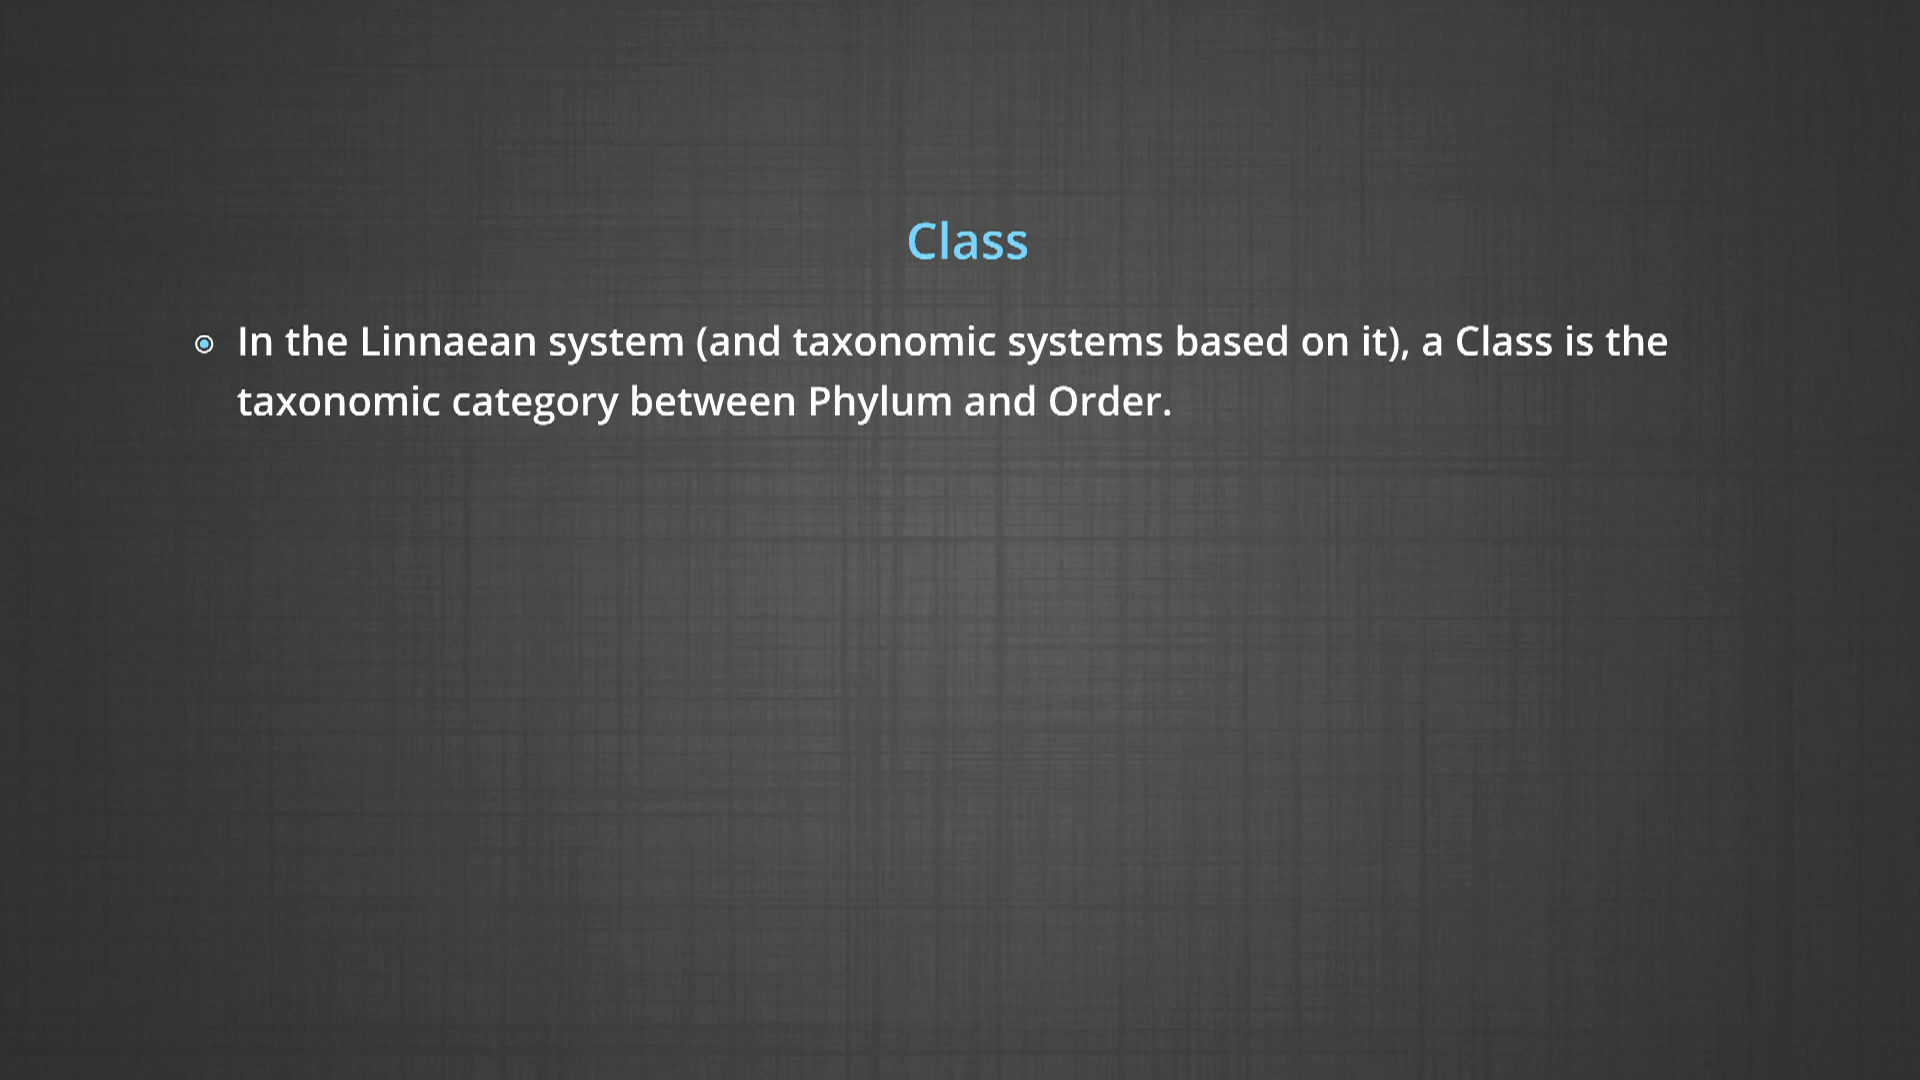 Class
In the Linnaean system (and taxonomic systems based on it), a Class is the
taxonomic category between Phylum and Order.